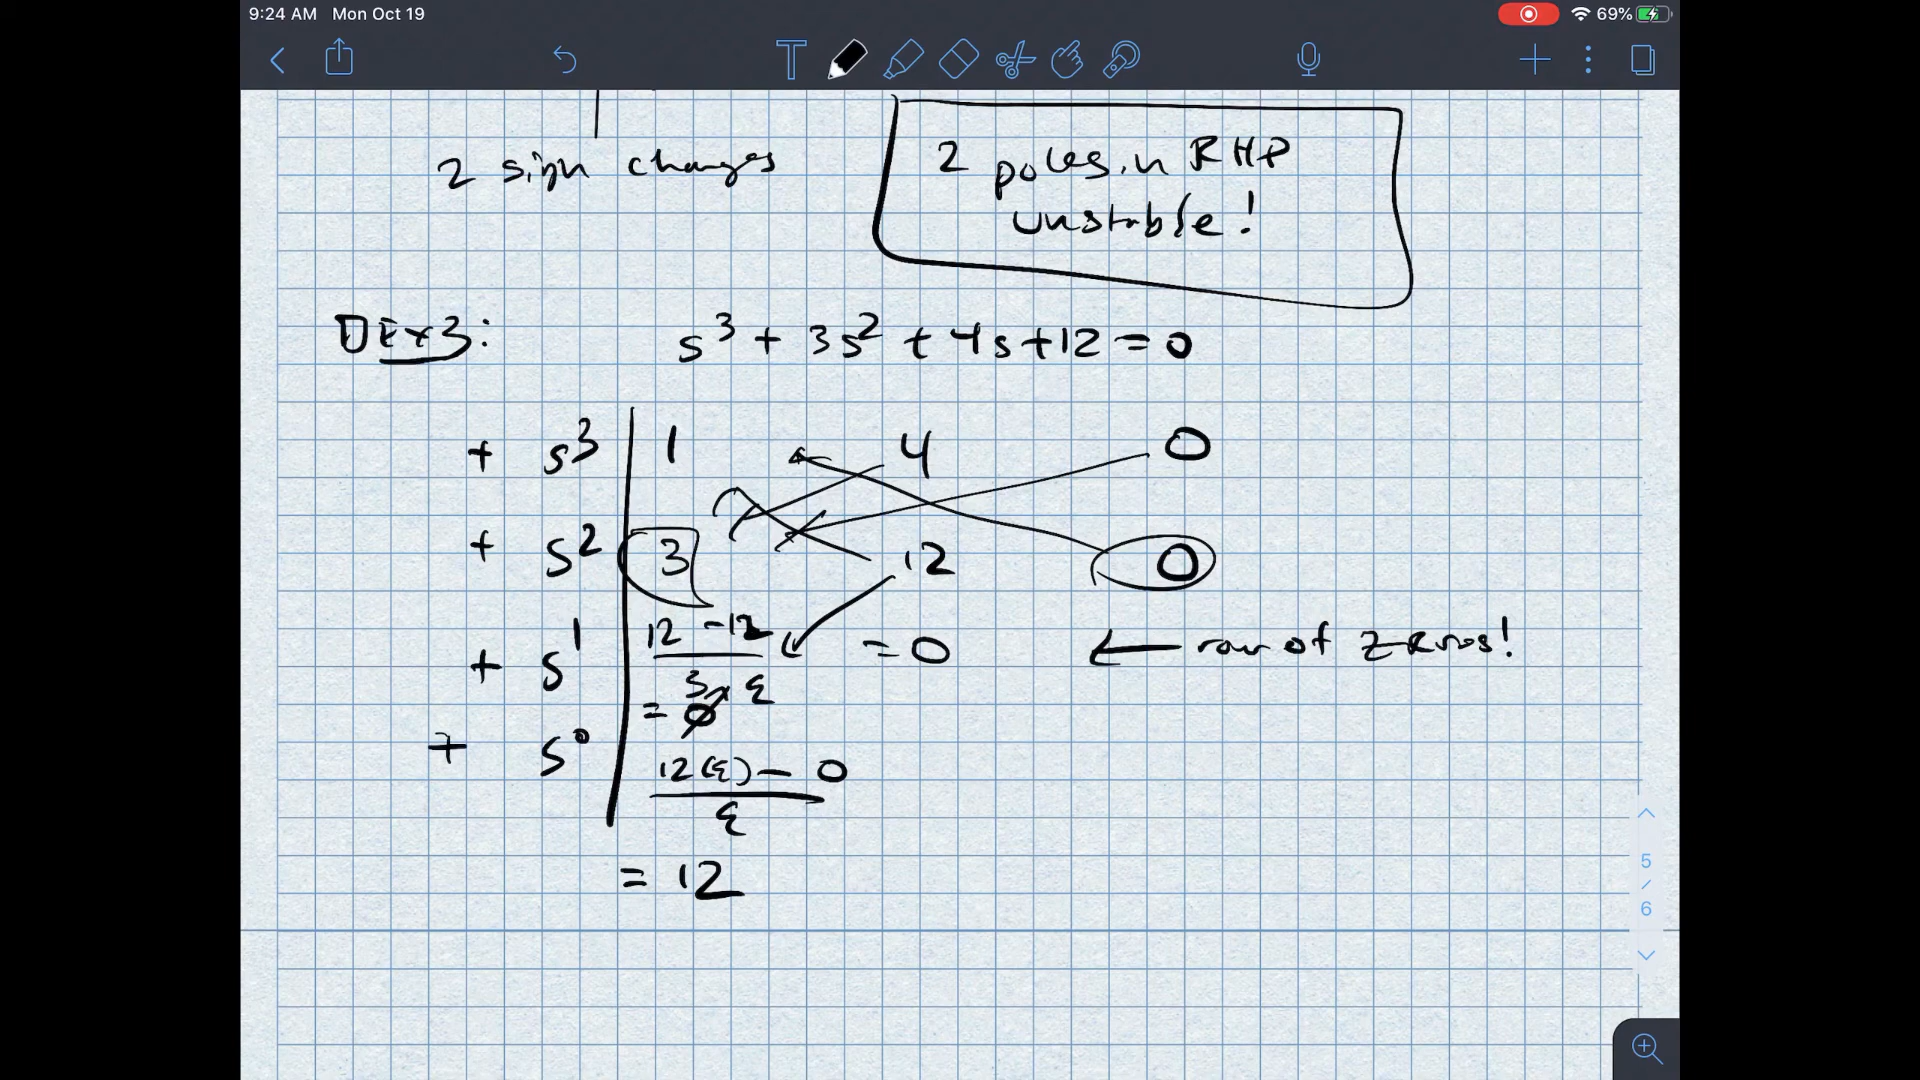 9:24 AM Mon Oct 19 69%
2 sign changes
2 poles in RHP
unstable!
Ex3: s³ + 3s² + 4s + 12 = 0
+ s³ 1 4 0
+ s² 3 12 0
+ s¹ 12 - 12 / 3 = 0 ← row of zeros!
= 0 ε
+ s⁰ 12(ε) - 0 / ε
= 12
5 / 6